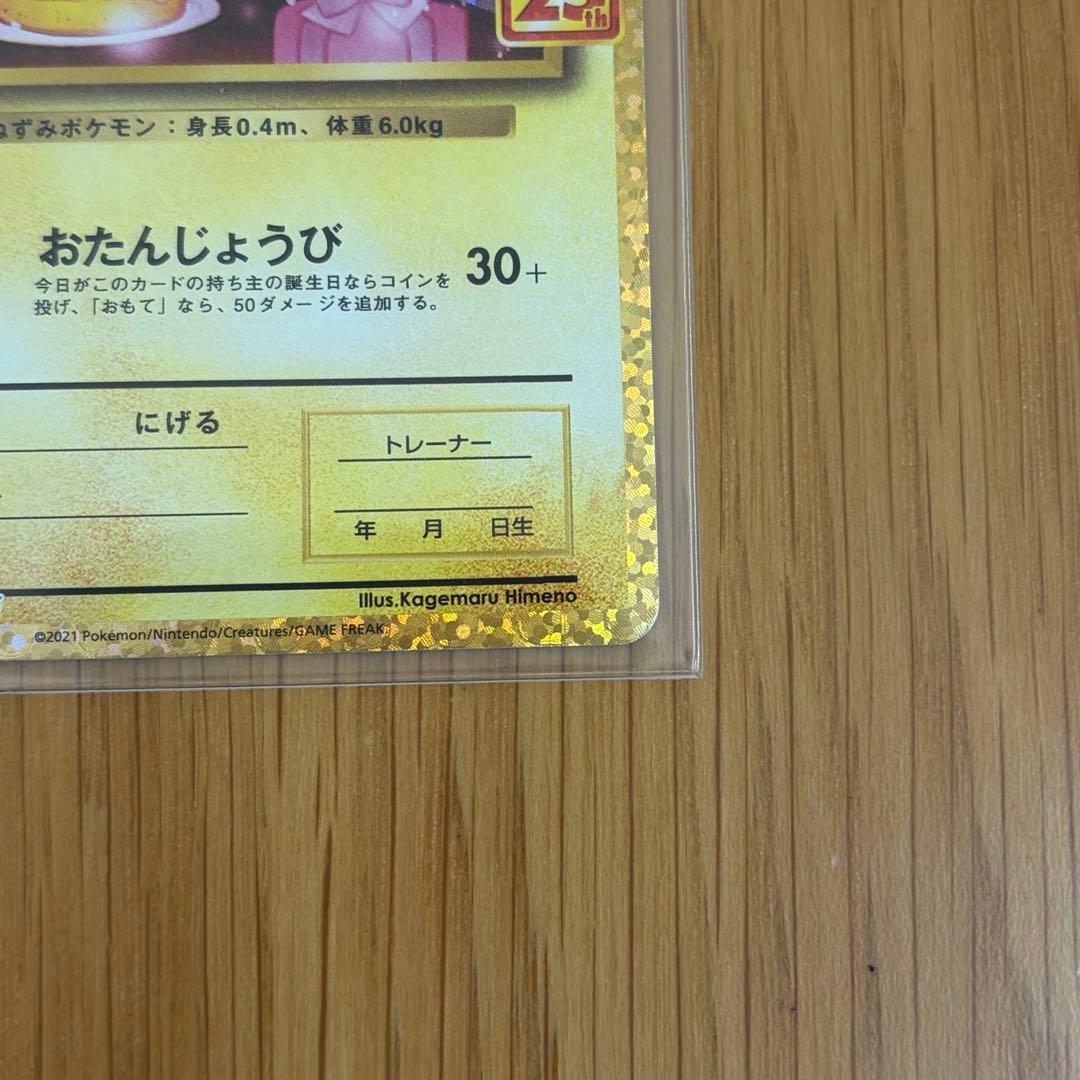 25th
ねずみポケモン：身長0.4m、体重6.0kg
おたんじょうび 30+
今日がこのカードの持ち主の誕生日ならコインを
投げ、「おもて」なら、50ダメージを追加する。
にげる
トレーナー
年 月 日生
Illus.Kagemaru Himeno
©2021 Pokémon/Nintendo/Creatures/GAME FREAK.